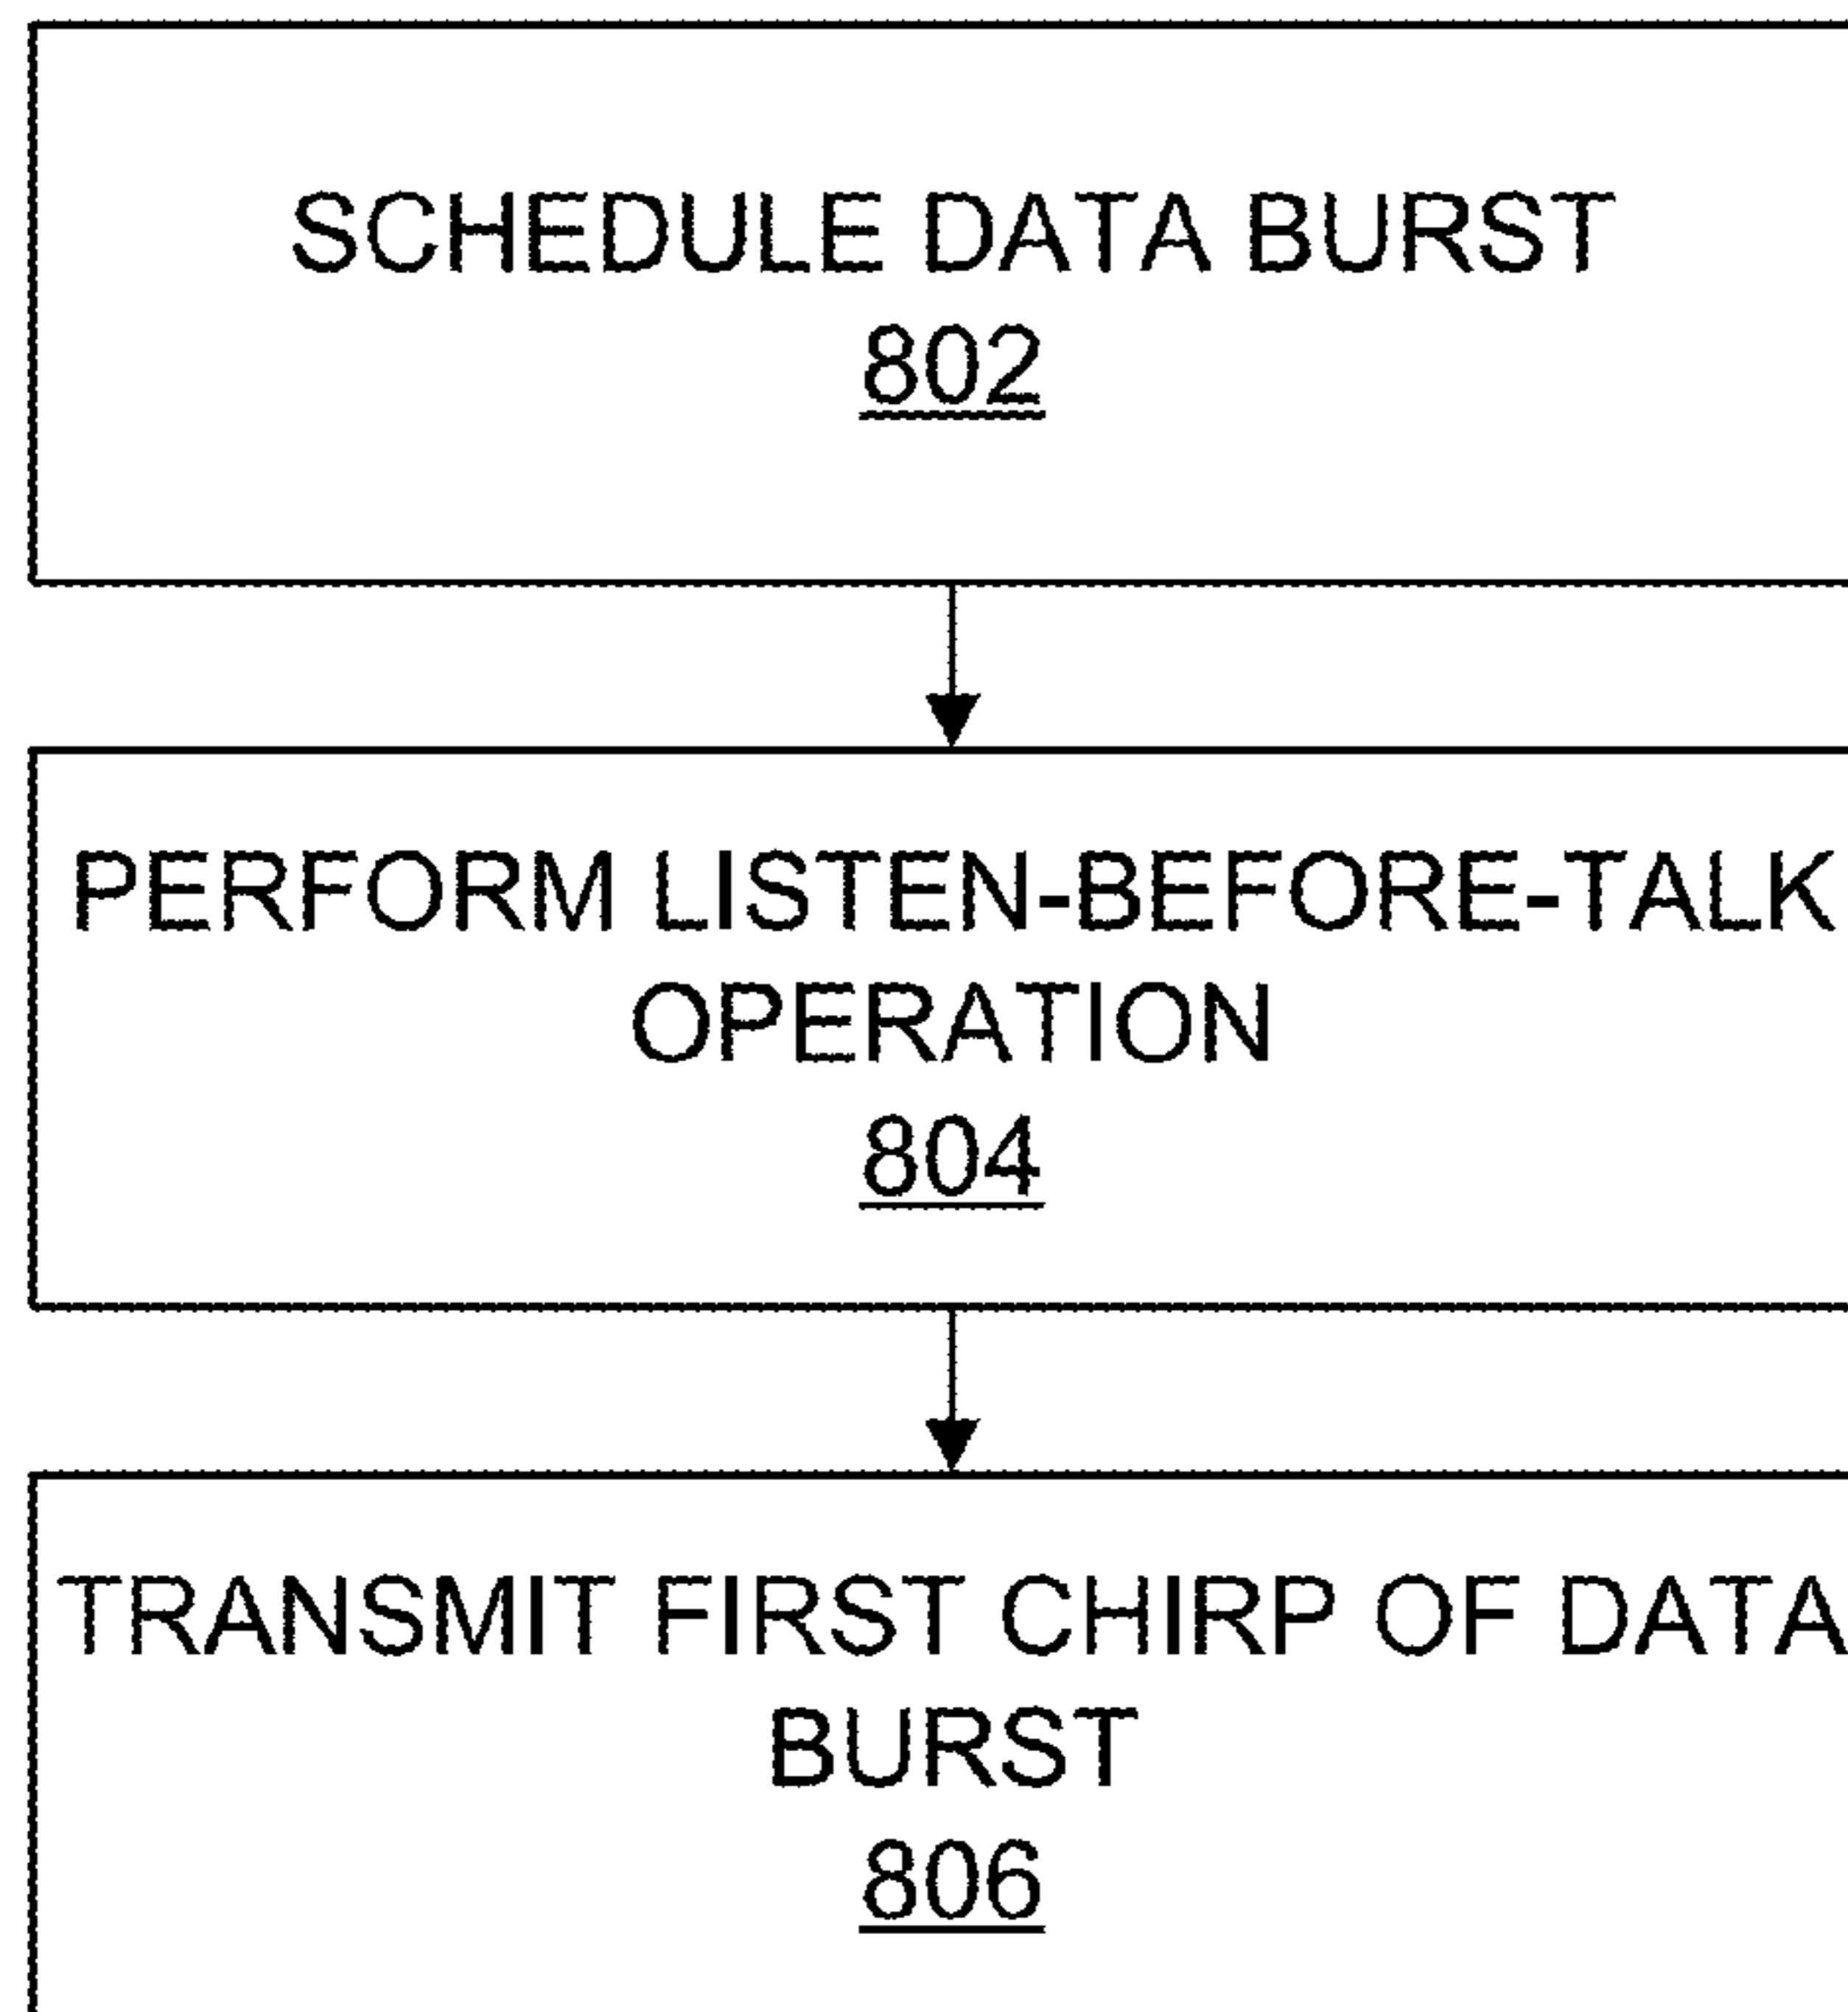 SCHEDULE DATA BURST
802
PERFORM LISTEN-BEFORE-TALK
OPERATION
804
TRANSMIT FIRST CHIRP OF DATA
BURST
806